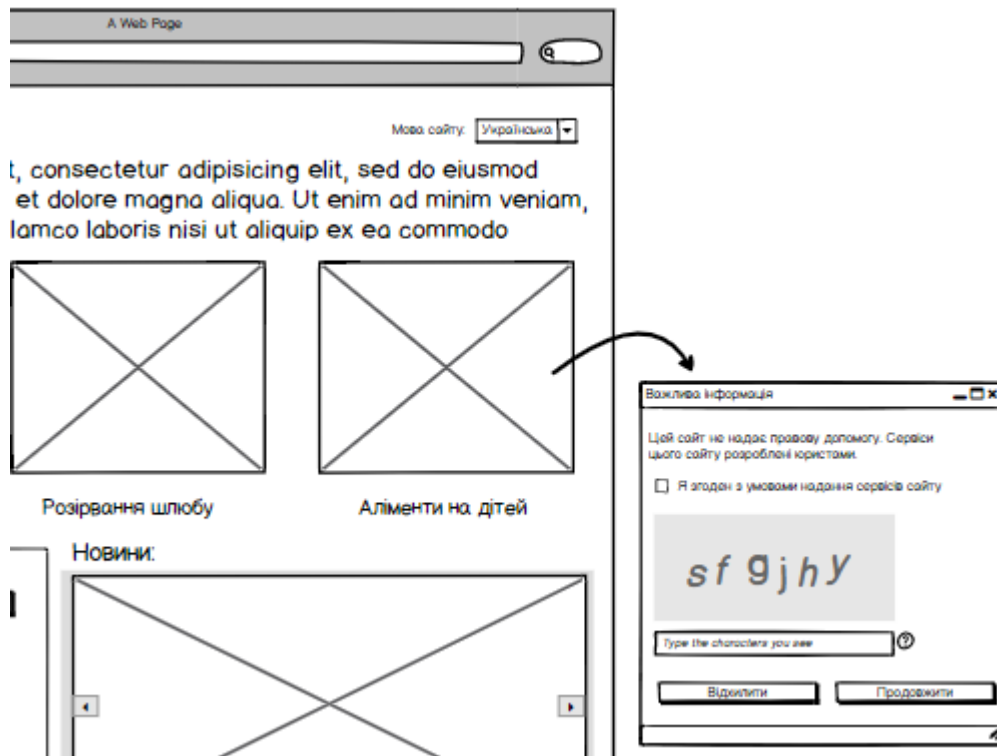 A Web Page
Мова сайту: Українська
t, consectetur adipisicing elit, sed do eiusmod
et dolore magna aliqua. Ut enim ad minim veniam,
lamco laboris nisi ut aliquip ex ea commodo
Розірвання шлюбу
Аліменти на дітей
Новини:
Важлива інформація
Цей сайт не надає правову допомогу. Сервіси
цього сайту розроблені юристами.
Я згоден з умовами надання сервісів сайту
sfgjhy
Type the characters you see
Відхилити
Продовжити